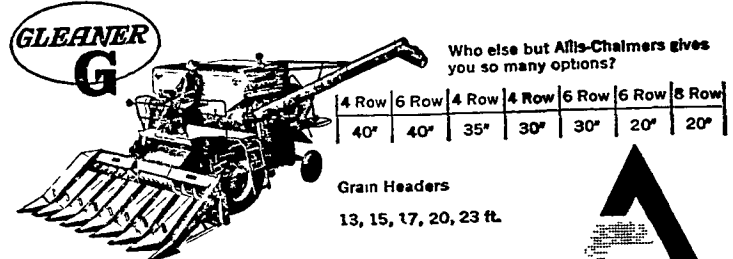 GLEANER
G
Who else but Allis-Chalmers gives
you so many options?
4 Row 6 Row 4 Row 4 Row 6 Row 6 Row 8 Row
40" 40" 35" 30" 30" 20" 20"
Grain Headers
13, 15, 17, 20, 23 ft.